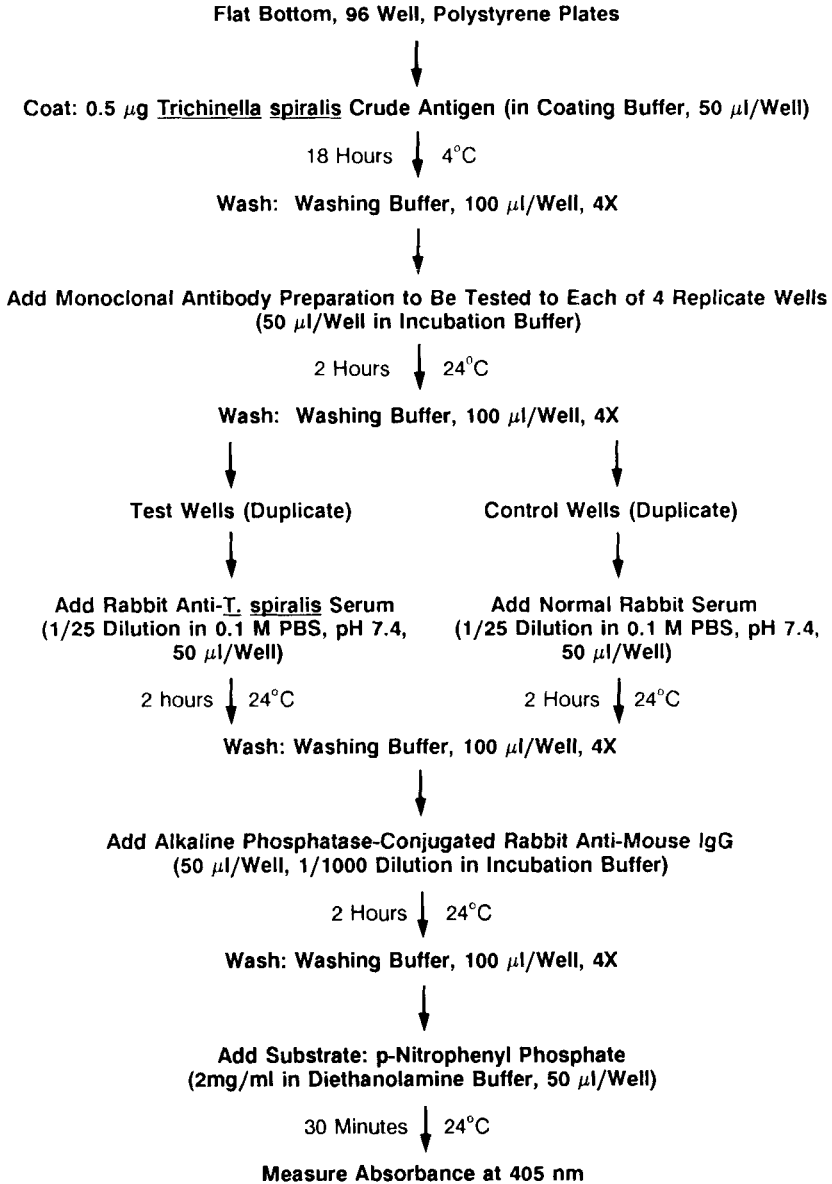 Flat Bottom, 96 Well, Polystyrene Plates
Coat: 0.5 μg Trichinella spiralis Crude Antigen (in Coating Buffer, 50 μl/Well)
18 Hours 4°C
Wash: Washing Buffer, 100 μl/Well, 4X
Add Monoclonal Antibody Preparation to Be Tested to Each of 4 Replicate Wells
(50 μl/Well in Incubation Buffer)
2 Hours 24°C
Wash: Washing Buffer, 100 μl/Well, 4X
Test Wells (Duplicate)
Control Wells (Duplicate)
Add Rabbit Anti-T. spiralis Serum
(1/25 Dilution in 0.1 M PBS, pH 7.4,
50 μl/Well)
2 hours 24°C
Add Normal Rabbit Serum
(1/25 Dilution in 0.1 M PBS, pH 7.4,
50 μl/Well)
2 Hours 24°C
Wash: Washing Buffer, 100 μl/Well, 4X
Add Alkaline Phosphatase-Conjugated Rabbit Anti-Mouse IgG
(50 μl/Well, 1/1000 Dilution in Incubation Buffer)
2 Hours 24°C
Wash: Washing Buffer, 100 μl/Well, 4X
Add Substrate: p-Nitrophenyl Phosphate
(2mg/ml in Diethanolamine Buffer, 50 μl/Well)
30 Minutes 24°C
Measure Absorbance at 405 nm